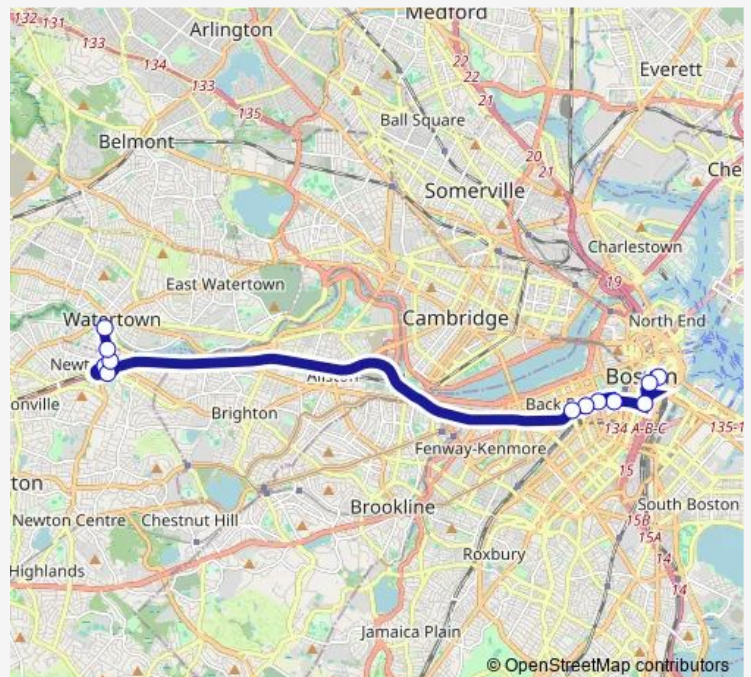 Medford
132 131
133
Arlington
22
134
133
22
Everett
135
21
Ball Square
Belmont
20
21
Che
Somerville
Charlestown
19
East Watertown
Watertown
Cambridge
North End
Newt
Boston
Allston
onville
Back
Brighton
134 A-B-C
135-1
Fenway-Kenmore
15
ton
Brookline
South Boston
Newton Centre
Chestnut Hill
15B
15A
Roxbury
14
Highlands
14
Jamaica Plain
© OpenStreetMap contributors